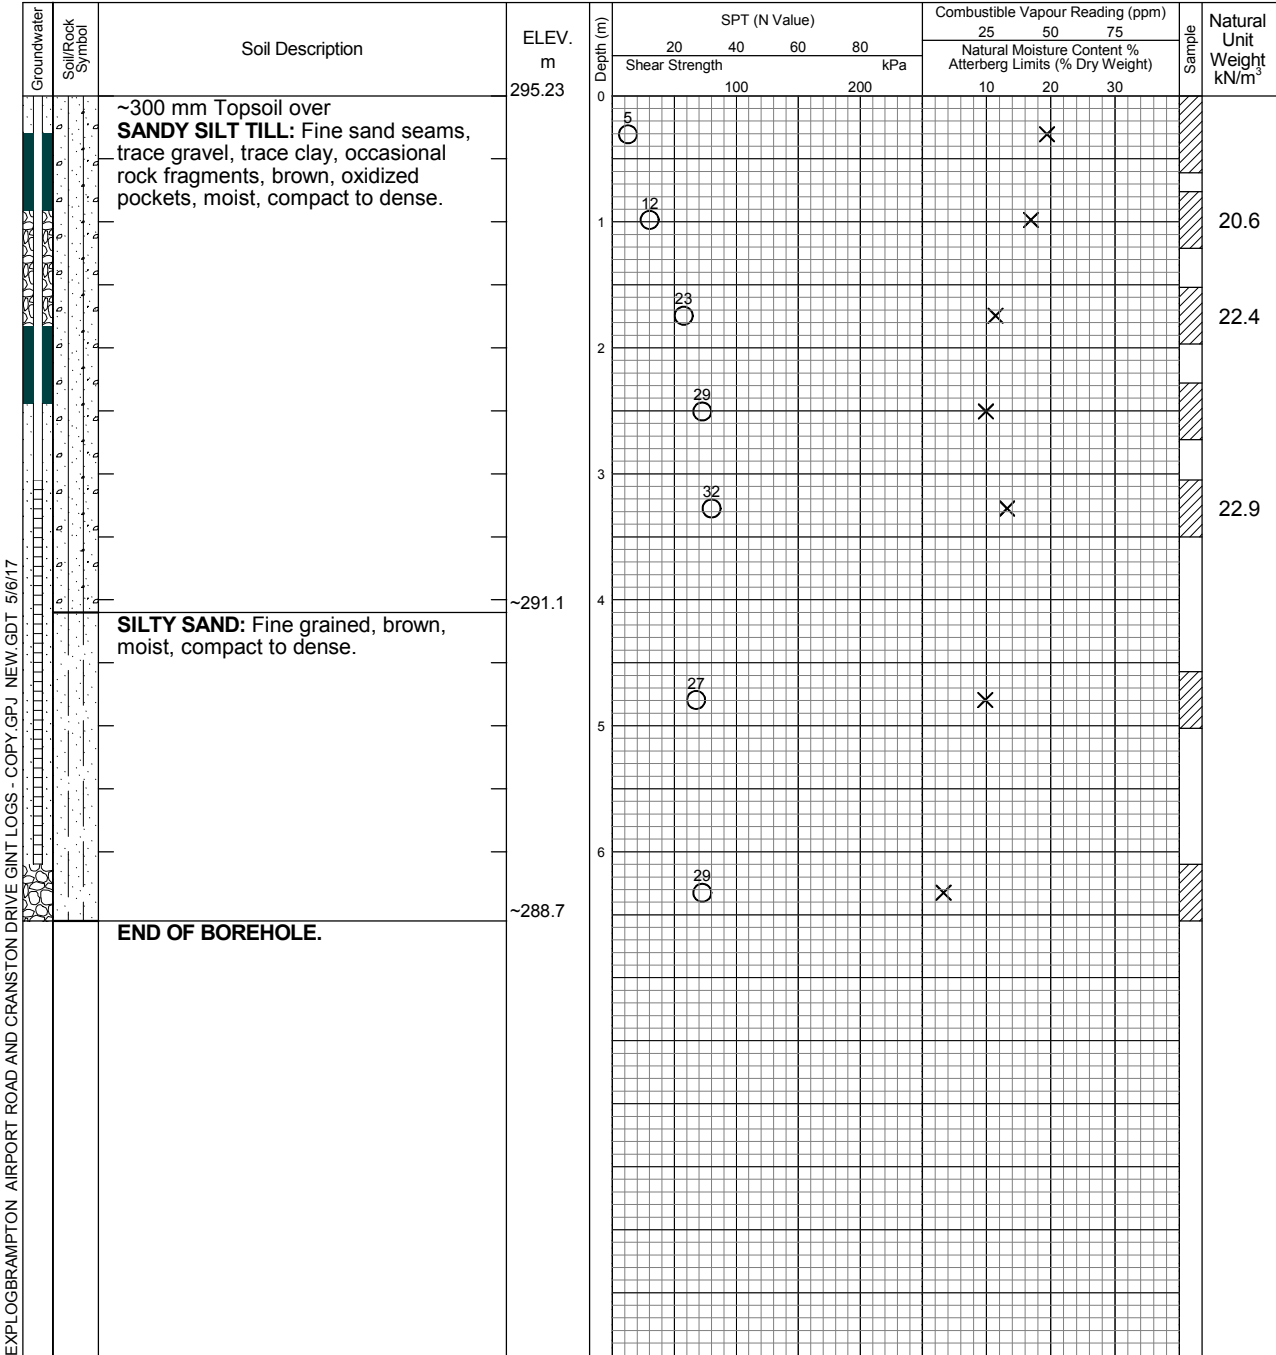 Groundwater
Soil/Rock
Symbol
Soil Description
ELEV.
m
295.23
Depth (m)
SPT (N Value)
20 40 60 80
Shear Strength kPa
100 200
Combustible Vapour Reading (ppm)
25 50 75
Natural Moisture Content %
Atterberg Limits (% Dry Weight)
10 20 30
Sample
Natural
Unit
Weight
kN/m³
0
~300 mm Topsoil over
SANDY SILT TILL: Fine sand seams,
trace gravel, trace clay, occasional
rock fragments, brown, oxidized
pockets, moist, compact to dense.
5
12
1
20.6
23
22.4
2
29
3
32
22.9
~291.1
4
SILTY SAND: Fine grained, brown,
moist, compact to dense.
27
5
6
29
~288.7
END OF BOREHOLE.
EXPLOGBRAMPTON AIRPORT ROAD AND CRANSTON DRIVE GINT LOGS - COPY.GPJ NEW.GDT 5/6/17